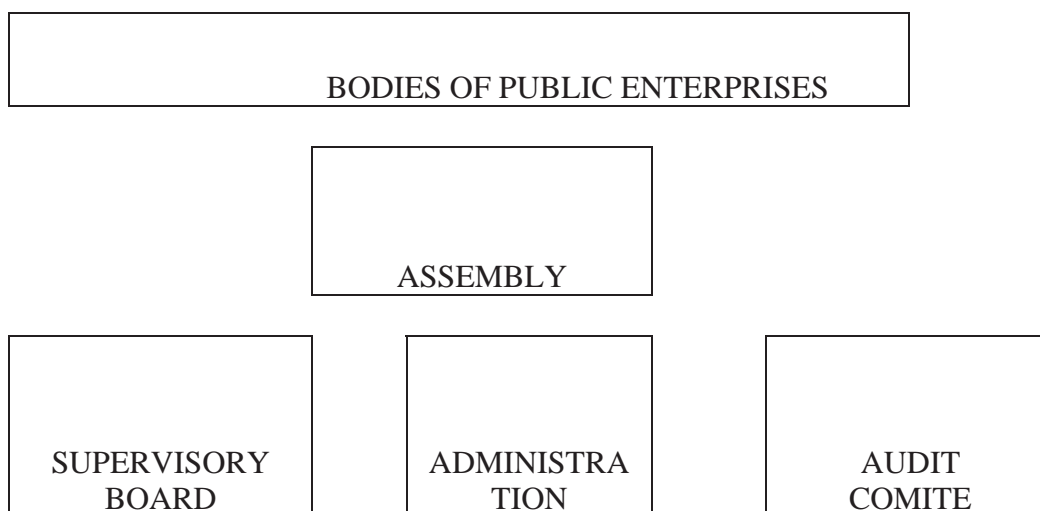 BODIES OF PUBLIC ENTERPRISES
ASSEMBLY
SUPERVISORY
BOARD
ADMINISTRA
TION
AUDIT
COMITE